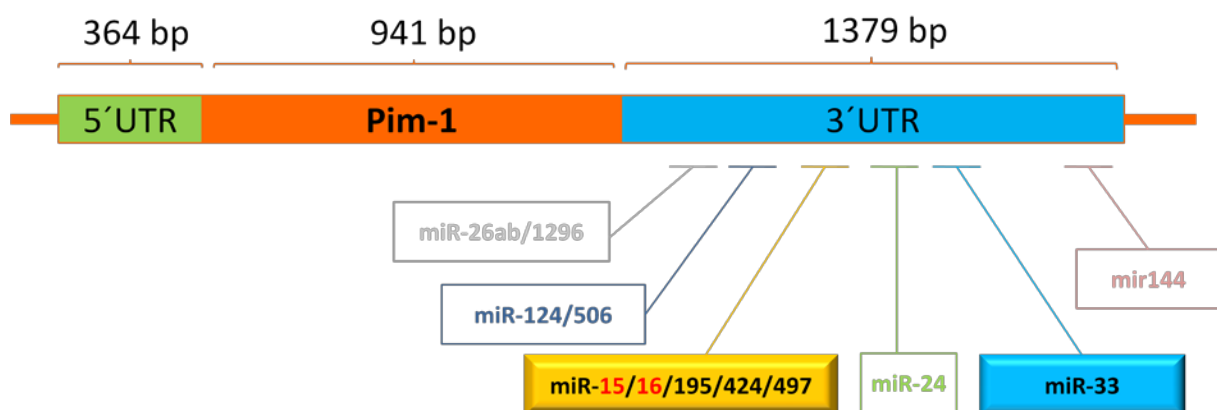 364 bp
941 bp
1379 bp
5´UTR
Pim-1
3´UTR
miR-26ab/1296
mir144
miR-124/506
miR-15/16/195/424/497
miR-24
miR-33